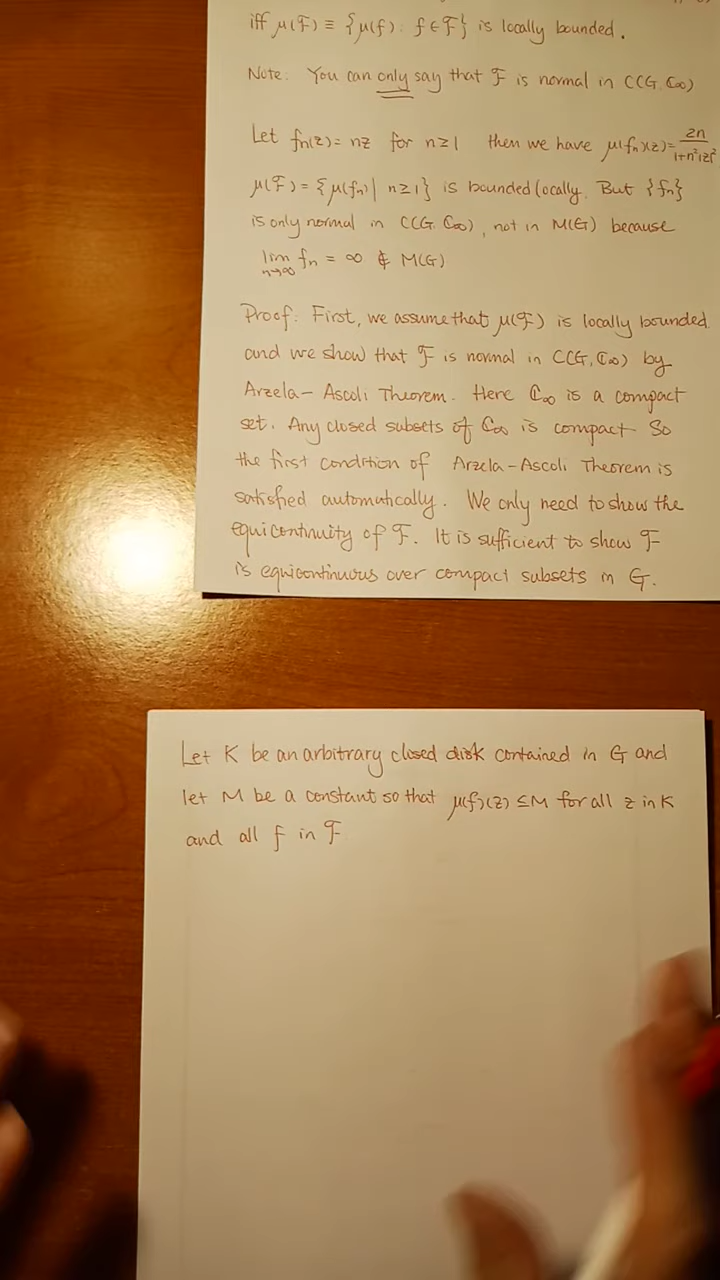 iff μ(ℱ) ≡ {μ(f): f ∈ ℱ} is locally bounded.
Note: You can only say that ℱ is normal in C(G, ℂ∞)
Let fn(z) = nz for n≥1 then we have μ(fn)(z) = 2n/(1+n²|z|²
μ(ℱ) = {μ(fn) | n≥1} is bounded locally. But {fn}
is only normal in C(G, ℂ∞), not in M(G) because
lim n→∞ fn = ∞ ∉ M(G)
Proof: First, we assume that μ(ℱ) is locally bounded.
and we show that ℱ is normal in C(G, ℂ∞) by
Arzela-Ascoli Theorem. Here ℂ∞ is a compact
set. Any closed subsets of ℂ∞ is compact. So
the first condition of Arzela-Ascoli Theorem is
satisfied automatically. We only need to show the
equicontinuity of ℱ. It is sufficient to show ℱ
is equicontinuous over compact subsets in G.
Let K be an arbitrary closed disk contained in G and
let M be a constant so that μ(f)(z) ≤ M for all z in K
and all f in ℱ